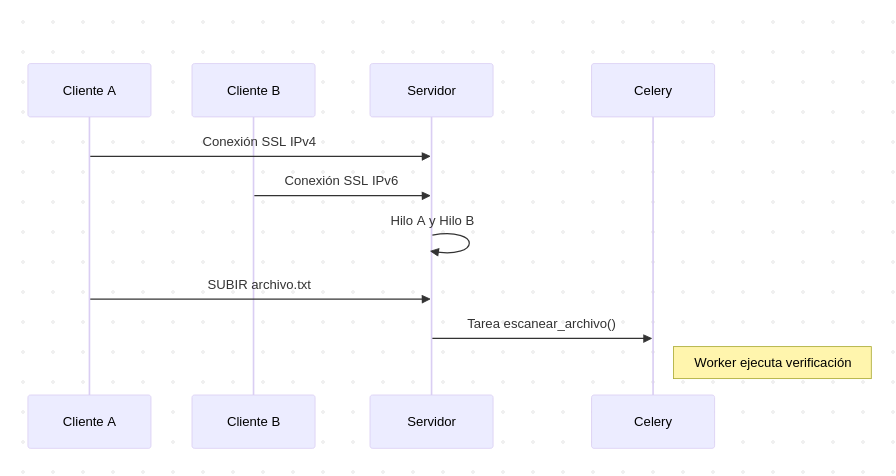 Cliente A
Cliente B
Servidor
Celery
Conexión SSL IPv4
Conexión SSL IPv6
Hilo A y Hilo B
SUBIR archivo.txt
Tarea escanear_archivo()
Worker ejecuta verificación
Cliente A
Cliente B
Servidor
Celery